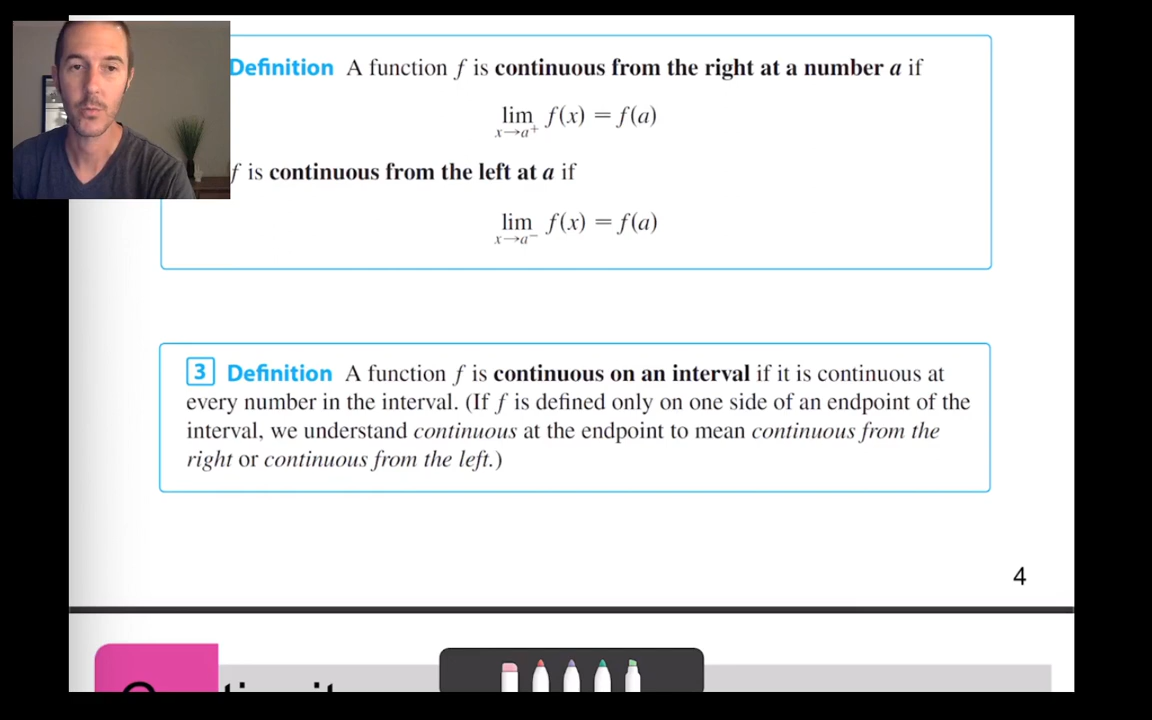 Definition A function f is continuous from the right at a number a if
lim x→a⁺ f(x) = f(a)
f is continuous from the left at a if
lim x→a⁻ f(x) = f(a)
3 Definition A function f is continuous on an interval if it is continuous at
every number in the interval. (If f is defined only on one side of an endpoint of the
interval, we understand continuous at the endpoint to mean continuous from the
right or continuous from the left.)
4